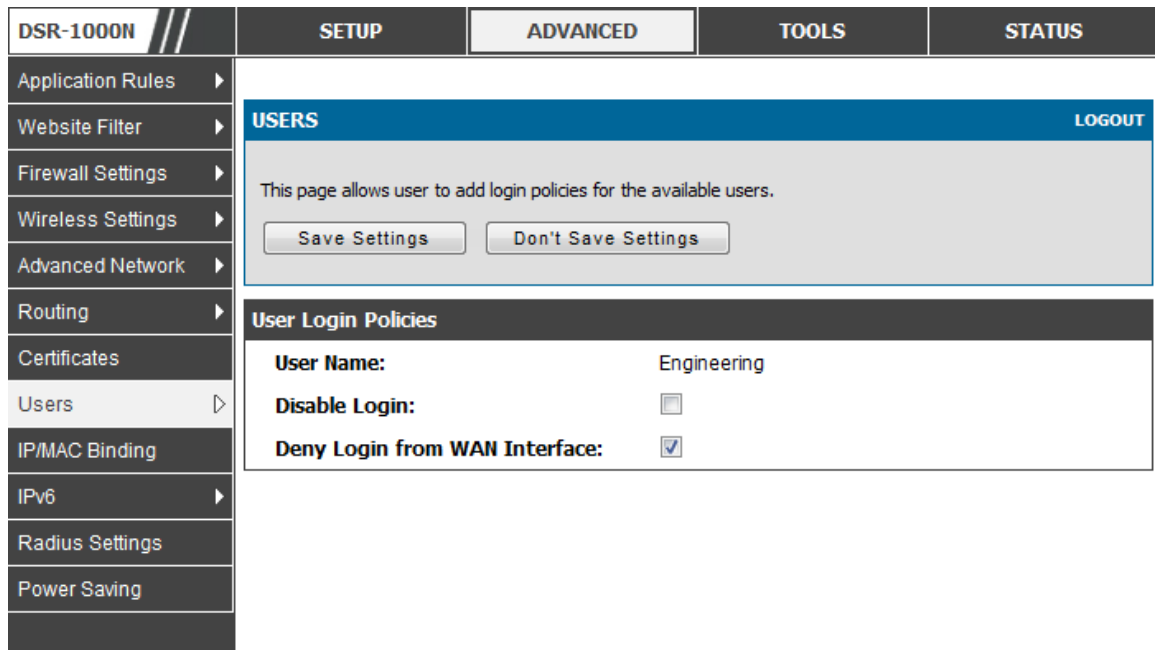 DSR-1000N
SETUP
ADVANCED
TOOLS
STATUS
Application Rules
Website Filter
Firewall Settings
Wireless Settings
Advanced Network
Routing
Certificates
Users
IP/MAC Binding
IPv6
Radius Settings
Power Saving
USERS
LOGOUT
This page allows user to add login policies for the available users.
Save Settings
Don't Save Settings
User Login Policies
User Name: Engineering
Disable Login:
Deny Login from WAN Interface: